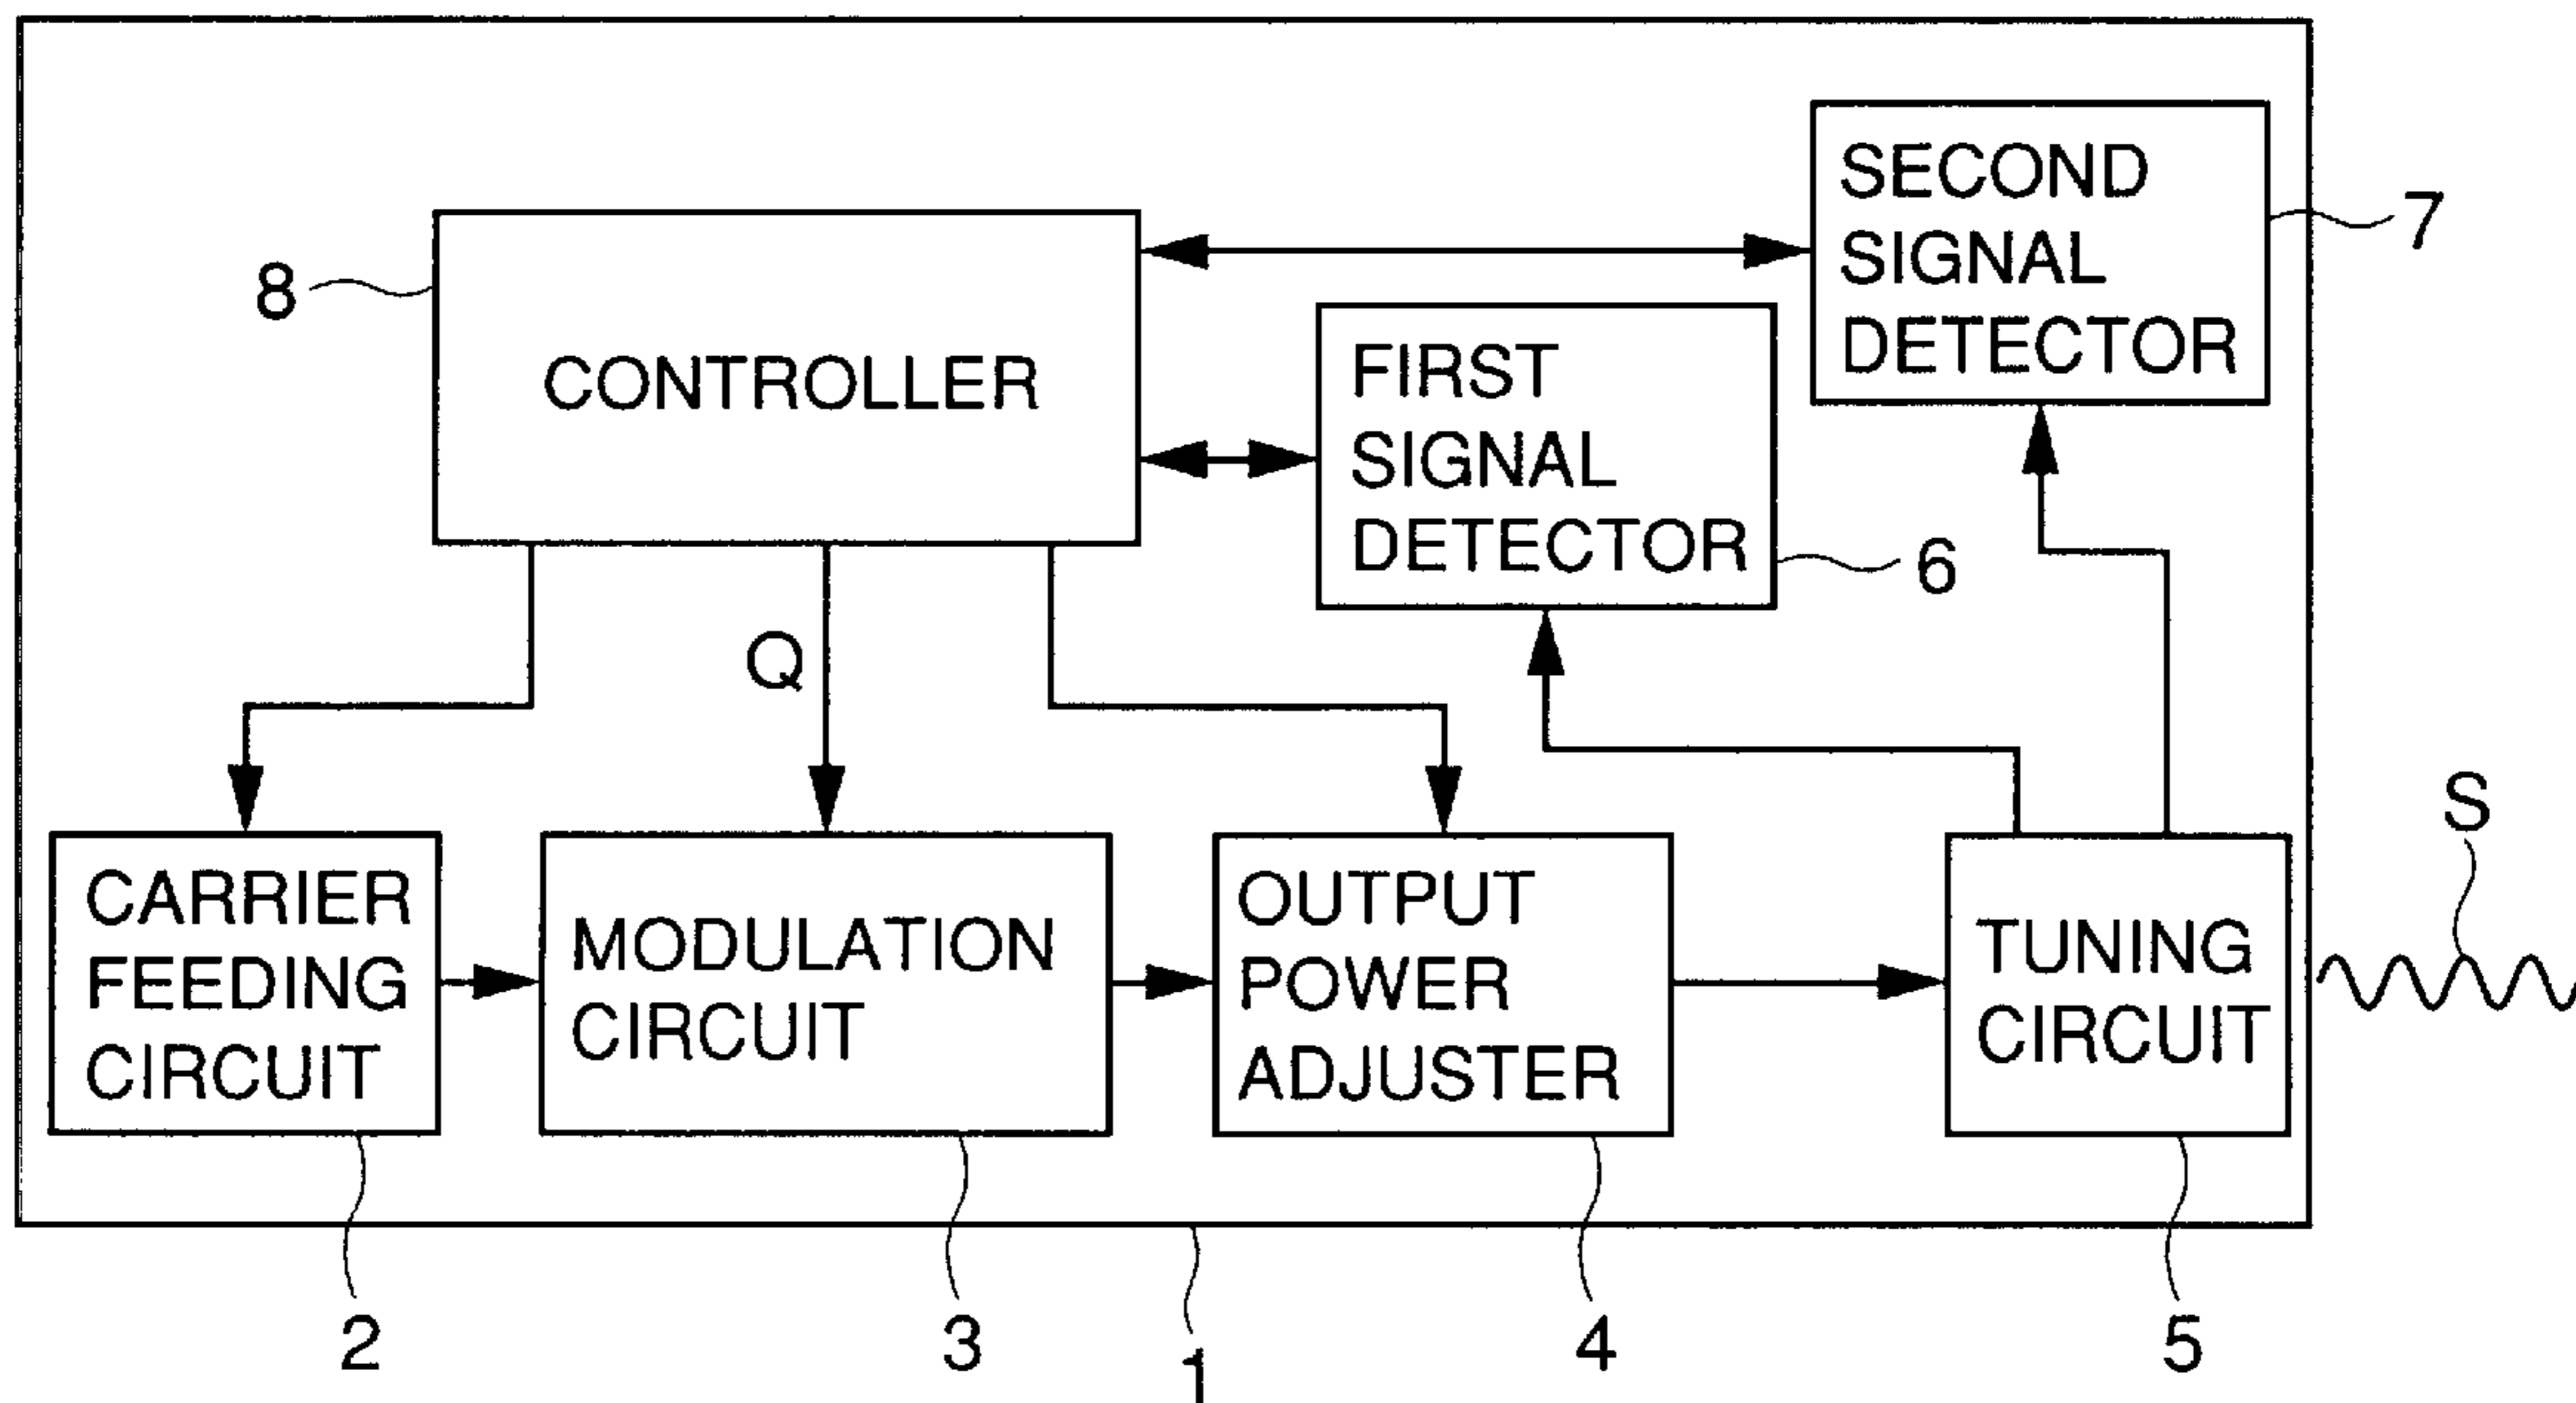 SECOND
SIGNAL
DETECTOR
7
8
CONTROLLER
FIRST
SIGNAL
DETECTOR
6
Q
S
CARRIER
FEEDING
CIRCUIT
MODULATION
CIRCUIT
OUTPUT
POWER
ADJUSTER
TUNING
CIRCUIT
2
3
1
4
5